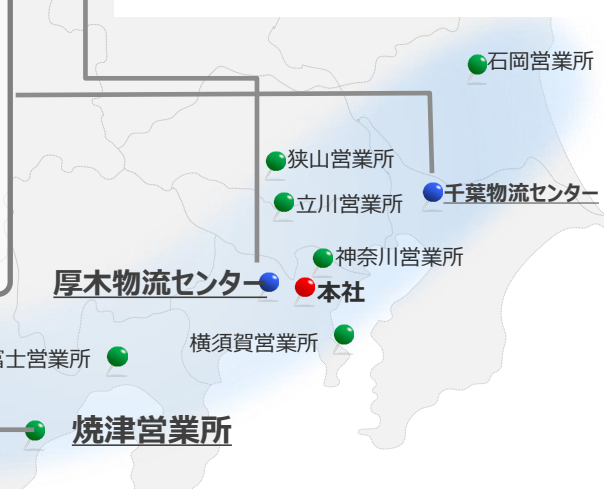 石岡営業所
狭山営業所
千葉物流センター
立川営業所
神奈川営業所
厚木物流センター
本社
横須賀営業所
富士営業所
焼津営業所